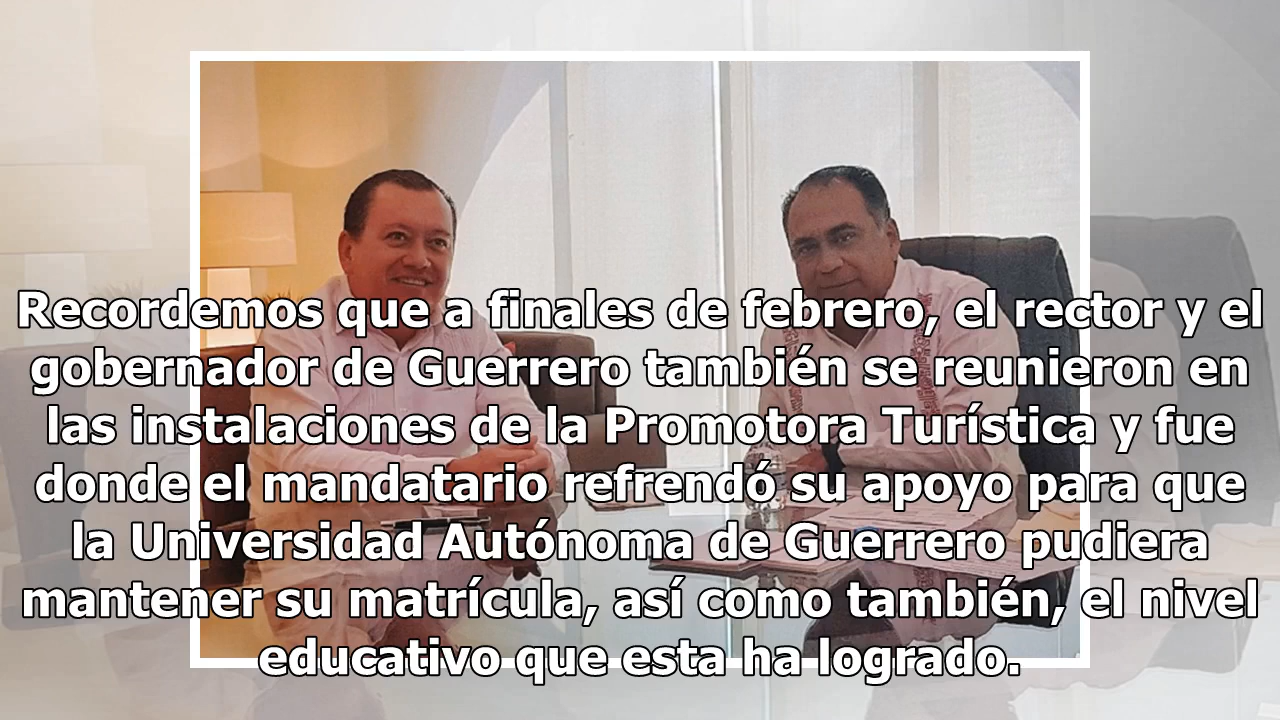 Recordemos que a finales de febrero, el rector y el
gobernador de Guerrero también se reunieron en
las instalaciones de la Promotora Turística y fue
donde el mandatario refrendó su apoyo para que
la Universidad Autónoma de Guerrero pudiera
mantener su matrícula, así como también, el nivel
educativo que esta ha logrado.